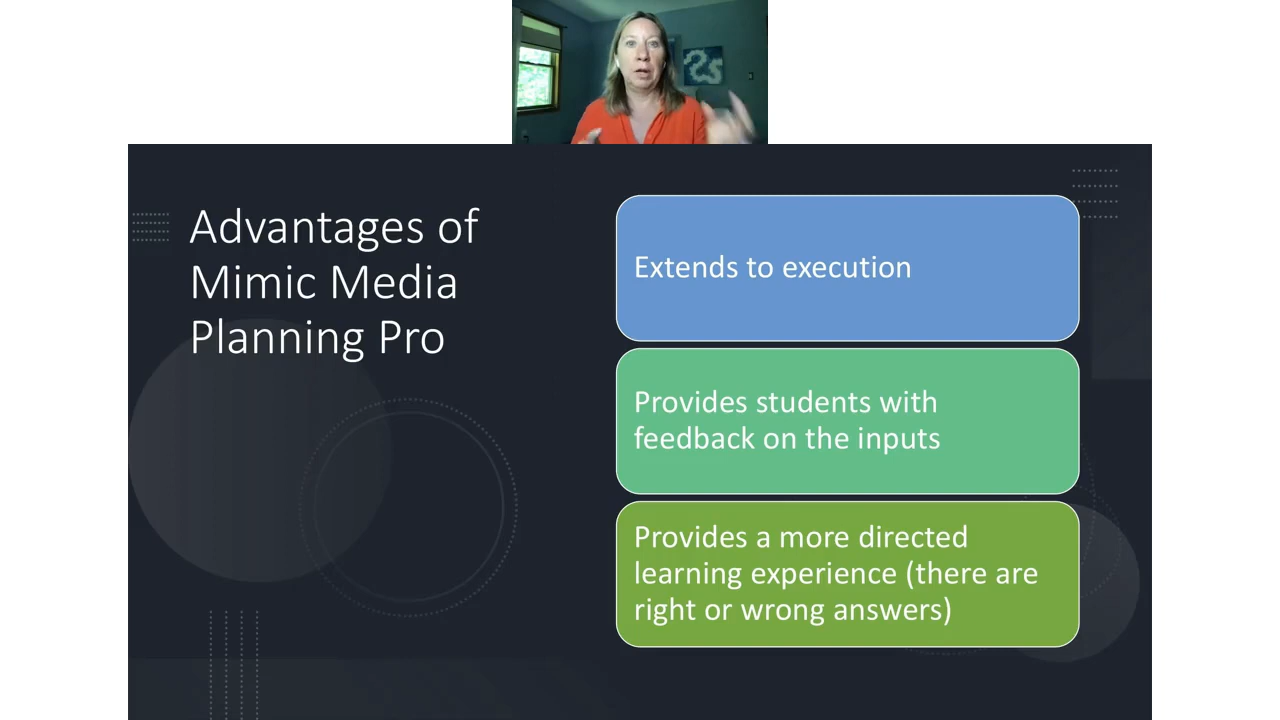 Advantages of
Mimic Media
Planning Pro
Extends to execution
Provides students with
feedback on the inputs
Provides a more directed
learning experience (there are
right or wrong answers)